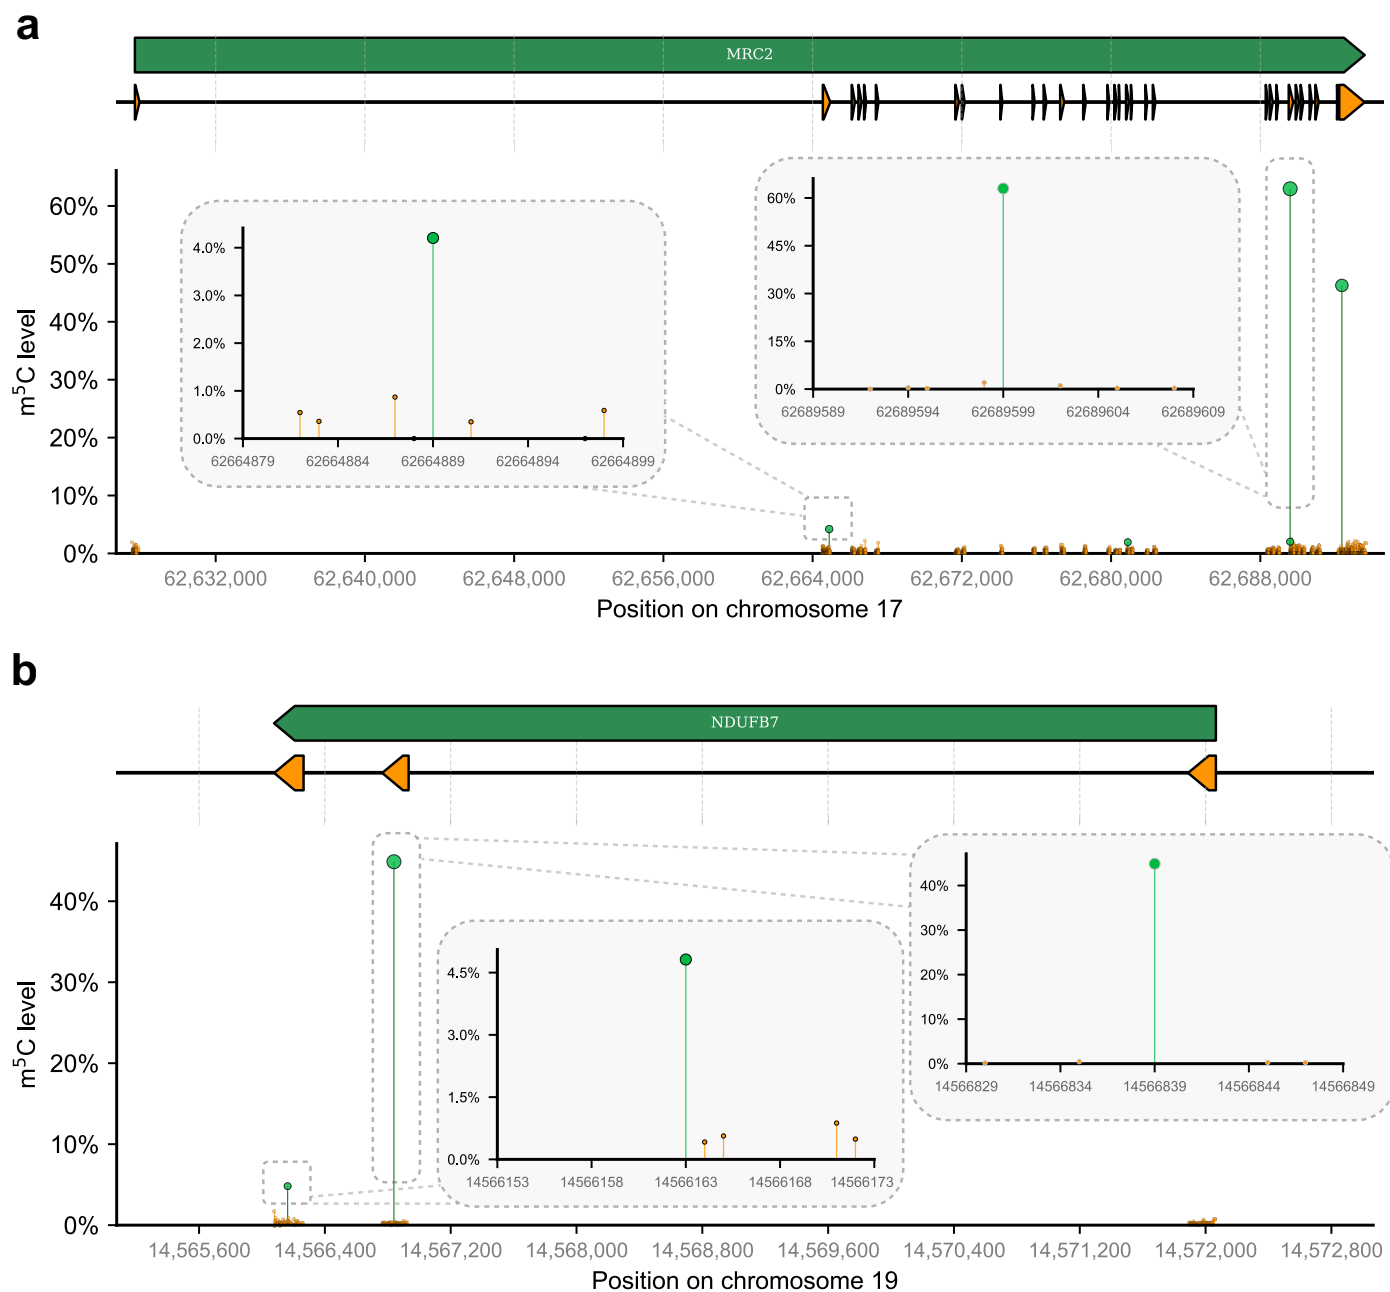 a
MRC2
m⁵C level
60%
50%
40%
30%
20%
10%
0%
4.0%
3.0%
2.0%
1.0%
0.0%
62664879 62664884 62664889 62664894 62664899
60%
45%
30%
15%
0%
62689589 62689594 62689599 62689604 62689609
62,632,000 62,640,000 62,648,000 62,656,000 62,664,000 62,672,000 62,680,000 62,688,000
Position on chromosome 17
b
NDUFB7
m⁵C level
40%
30%
20%
10%
0%
4.5%
3.0%
1.5%
0.0%
14566153 14566158 14566163 14566168 14566173
40%
30%
20%
10%
0%
14566829 14566834 14566839 14566844 14566849
14,565,600 14,566,400 14,567,200 14,568,000 14,568,800 14,569,600 14,570,400 14,571,200 14,572,000 14,572,800
Position on chromosome 19